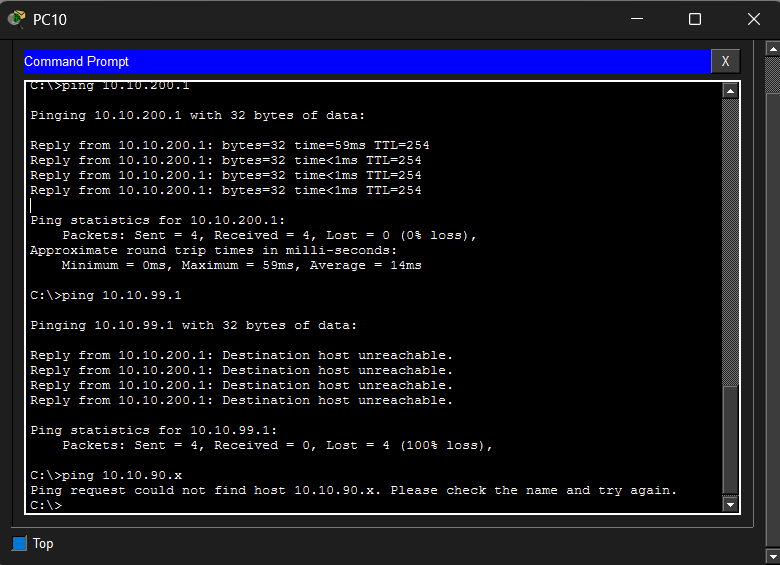 PC10
Command Prompt
X
C:\>ping 10.10.200.1
Pinging 10.10.200.1 with 32 bytes of data:
Reply from 10.10.200.1: bytes=32 time=59ms TTL=254
Reply from 10.10.200.1: bytes=32 time<1ms TTL=254
Reply from 10.10.200.1: bytes=32 time<1ms TTL=254
Reply from 10.10.200.1: bytes=32 time<1ms TTL=254
Ping statistics for 10.10.200.1:
    Packets: Sent = 4, Received = 4, Lost = 0 (0% loss),
Approximate round trip times in milli-seconds:
    Minimum = 0ms, Maximum = 59ms, Average = 14ms
C:\>ping 10.10.99.1
Pinging 10.10.99.1 with 32 bytes of data:
Reply from 10.10.200.1: Destination host unreachable.
Reply from 10.10.200.1: Destination host unreachable.
Reply from 10.10.200.1: Destination host unreachable.
Reply from 10.10.200.1: Destination host unreachable.
Ping statistics for 10.10.99.1:
    Packets: Sent = 4, Received = 0, Lost = 4 (100% loss),
C:\>ping 10.10.90.x
Ping request could not find host 10.10.90.x. Please check the name and try again.
C:\>
Top